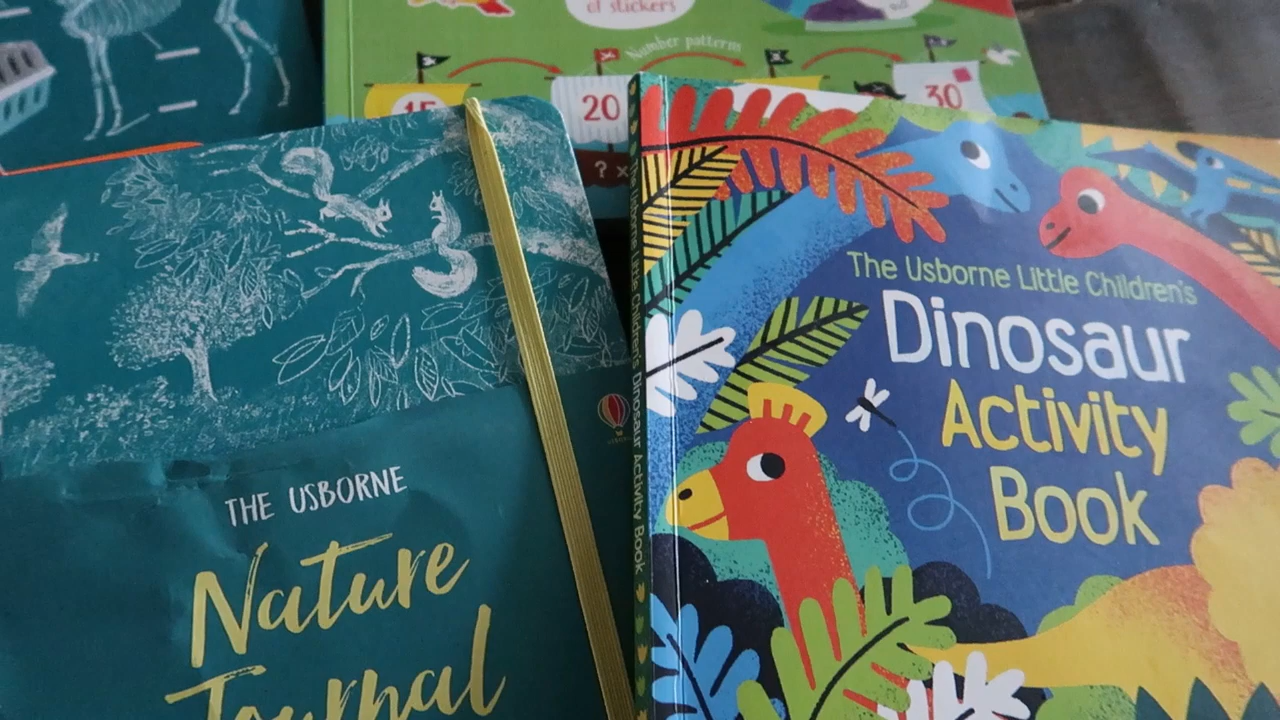 of stickers
Number patterns
15
20
30
? x
THE USBORNE
Nature
Journal
The Usborne Little Children's Dinosaur Activity Book
The Usborne Little Children's
Dinosaur
Activity
Book